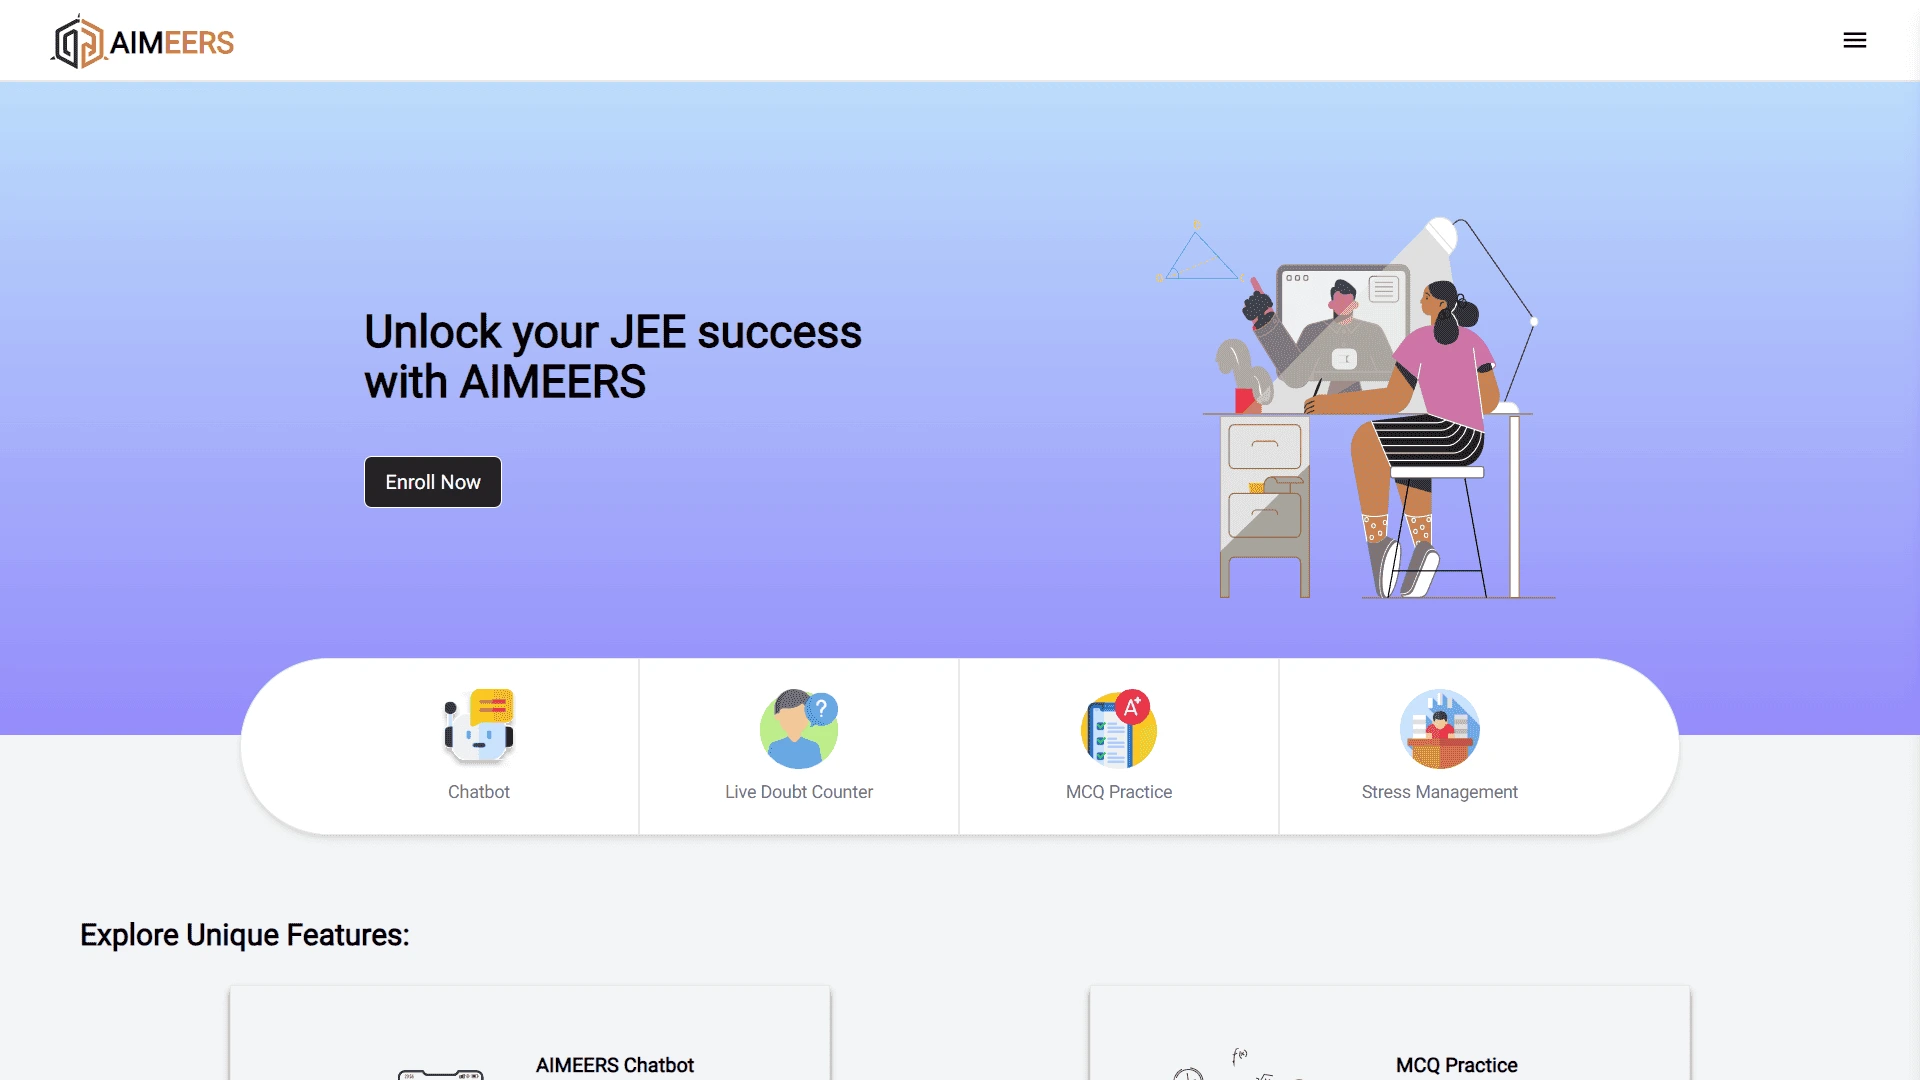 AIMEERS
Unlock your JEE success
with AIMEERS
Enroll Now
?
A+
Chatbot
Live Doubt Counter
MCQ Practice
Stress Management
Explore Unique Features:
f(x)
AIMEERS Chatbot
MCQ Practice